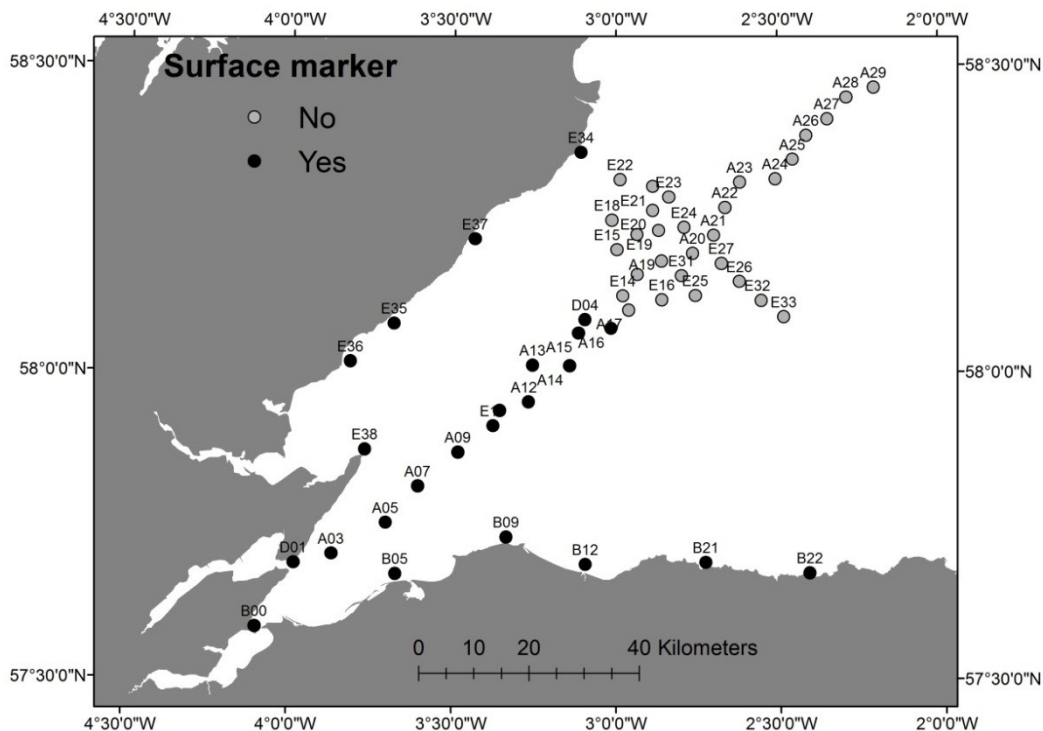 4°30'0"W 4°0'0"W 3°30'0"W 3°0'0"W 2°30'0"W 2°0'0"W
58°30'0"N 58°30'0"N
Surface marker
No
Yes
A29
A28
A27
A26
E34
A25
E22 E23 A23 A24
E21 A22
E18 E24
E37 E20 A21
E15 E19 A20
E27
A19 E31 E26
E14 E16 E25 E32
D04 E33
E35 A17
A15 A16
E36 A13
58°0'0"N 58°0'0"N
A14
A12
E1
E38 A09
A07
A05
B09
A03
D01 B05 B12 B21 B22
B00
0 10 20 40 Kilometers
57°30'0"N 57°30'0"N
4°30'0"W 4°0'0"W 3°30'0"W 3°0'0"W 2°30'0"W 2°0'0"W